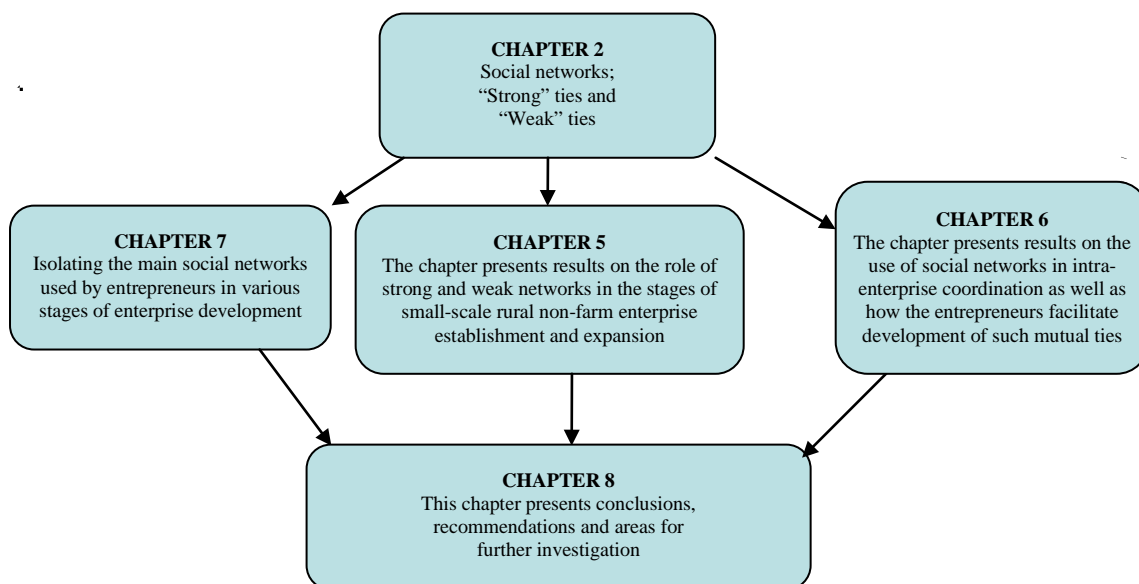 CHAPTER 2
Social networks;
“Strong” ties and
“Weak” ties
CHAPTER 7
Isolating the main social networks
used by entrepreneurs in various
stages of enterprise development
CHAPTER 5
The chapter presents results on the role of
strong and weak networks in the stages of
small-scale rural non-farm enterprise
establishment and expansion
CHAPTER 6
The chapter presents results on the
use of social networks in intra-
enterprise coordination as well as
how the entrepreneurs facilitate
development of such mutual ties
CHAPTER 8
This chapter presents conclusions,
recommendations and areas for
further investigation